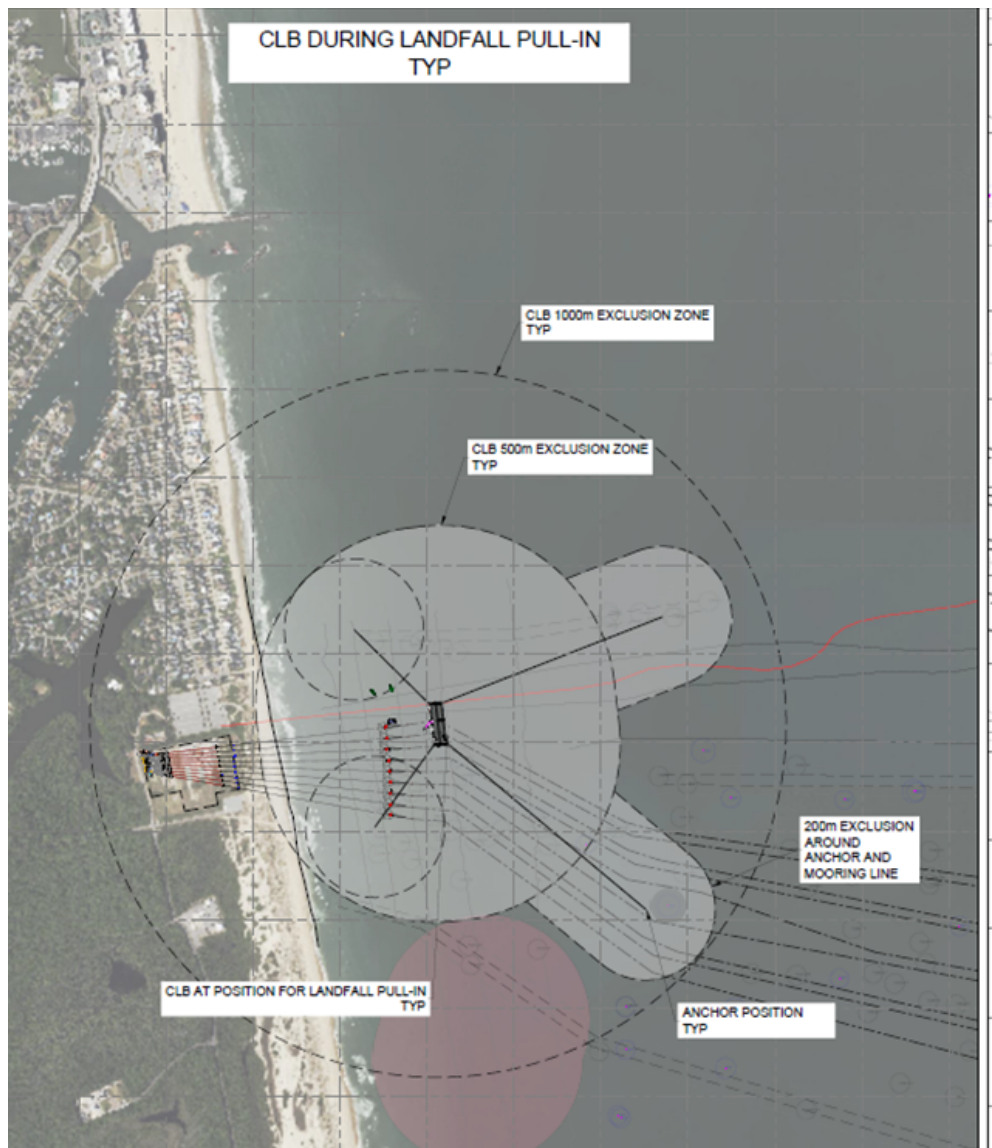 CLB DURING LANDFALL PULL-IN
TYP
CLB 1000m EXCLUSION ZONE
TYP
CLB 500m EXCLUSION ZONE
TYP
200m EXCLUSION
AROUND
ANCHOR AND
MOORING LINE
CLB AT POSITION FOR LANDFALL PULL-IN
TYP
ANCHOR POSITION
TYP